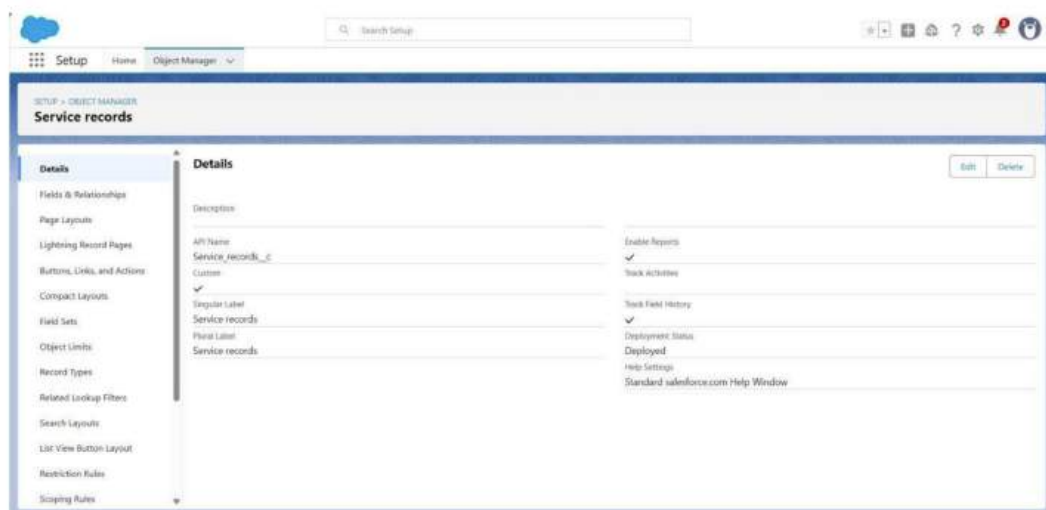 Search Setup
?
Setup
Home
Object Manager
SETUP > OBJECT MANAGER
Service records
Details
Fields & Relationships
Page Layouts
Lightning Record Pages
Buttons, Links, and Actions
Compact Layouts
Field Sets
Object Limits
Record Types
Related Lookup Filters
Search Layouts
List View Button Layout
Restriction Rules
Scoping Rules
Details
Edit
Delete
Description
API Name
Service_records__c
Custom
Singular Label
Service records
Plural Label
Service records
Enable Reports
Track Activities
Track Field History
Deployment Status
Deployed
Help Settings
Standard salesforce.com Help Window